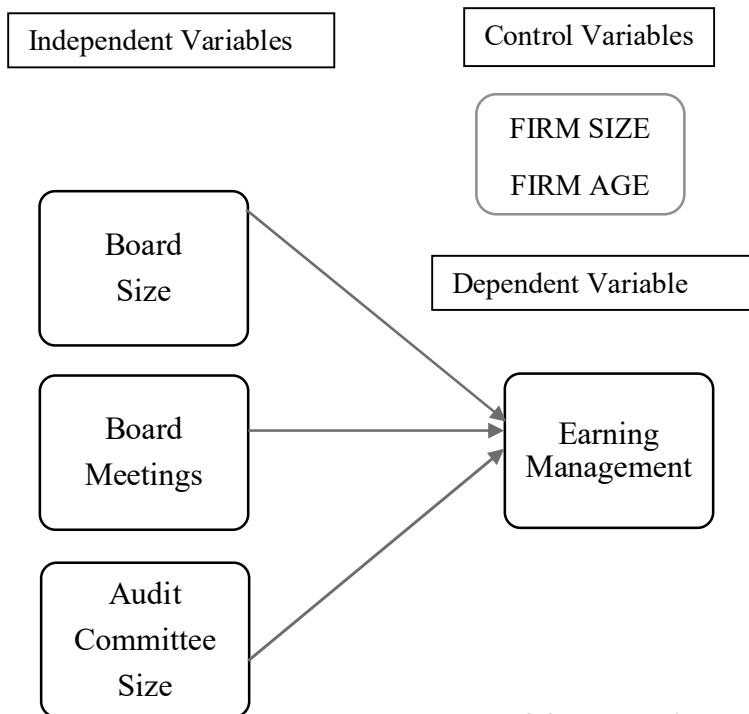 Independent Variables
Control Variables
FIRM SIZE
FIRM AGE
Board
Size
Dependent Variable
Board
Meetings
Earning
Management
Audit
Committee
Size